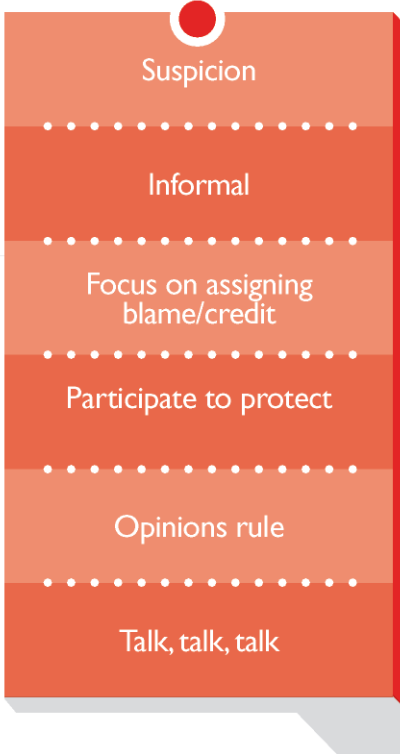 Suspicion
Informal
Focus on assigning
blame/credit
Participate to protect
Opinions rule
Talk, talk, talk